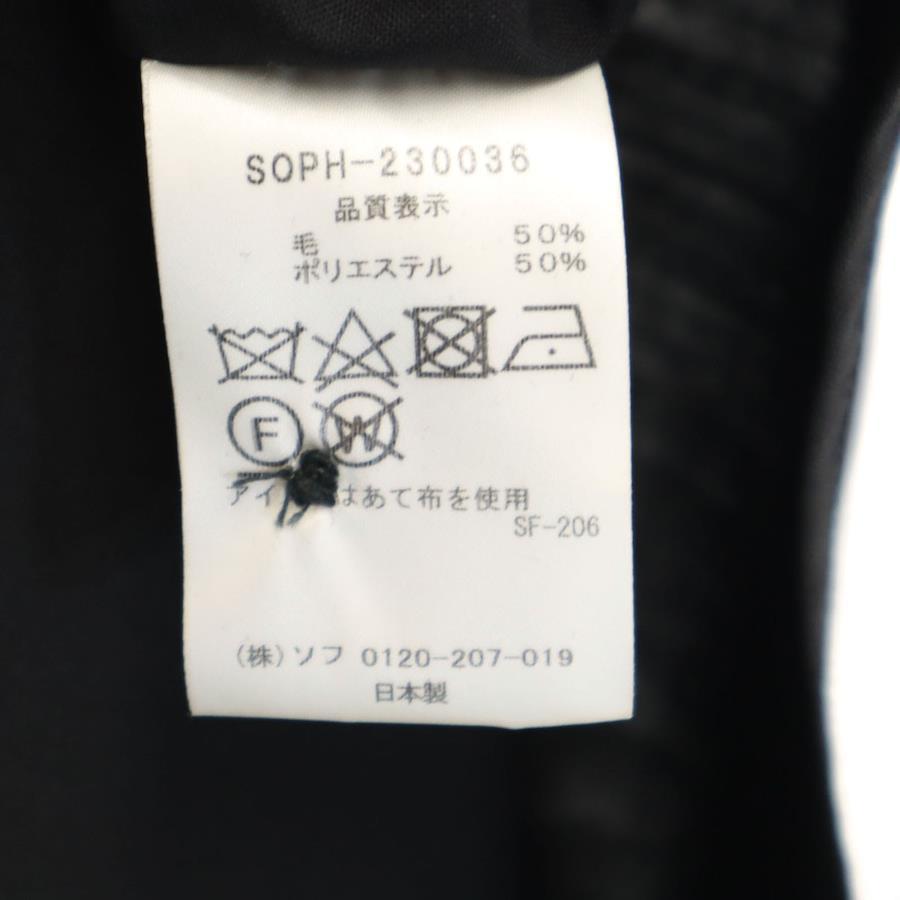 SOPH-230036
品質表示
毛 50%
ポリエステル 50%
F W
はあて布を使用
SF-206
(株)ソフ 0120-207-019
日本製